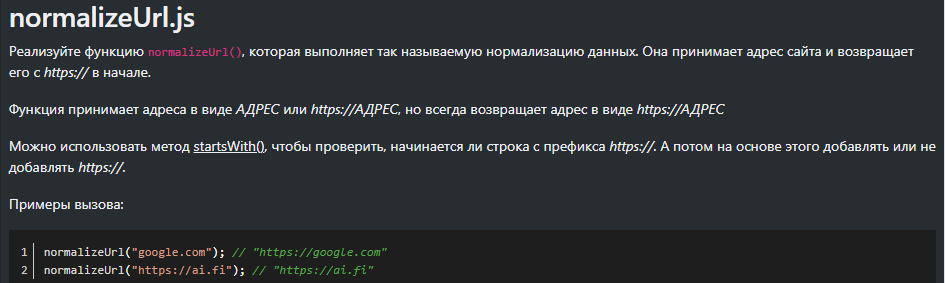 normalizeUrl.js
Реализуйте функцию normalizeUrl(), которая выполняет так называемую нормализацию данных. Она принимает адрес сайта и возвращает
его с https:// в начале.
Функция принимает адреса в виде АДРЕС или https://АДРЕС, но всегда возвращает адрес в виде https://АДРЕС
Можно использовать метод startsWith(), чтобы проверить, начинается ли строка с префикса https://. А потом на основе этого добавлять или не
добавлять https://.
Примеры вызова:
1 normalizeUrl("google.com"); // "https://google.com"
2 normalizeUrl("https://ai.fi"); // "https://ai.fi"